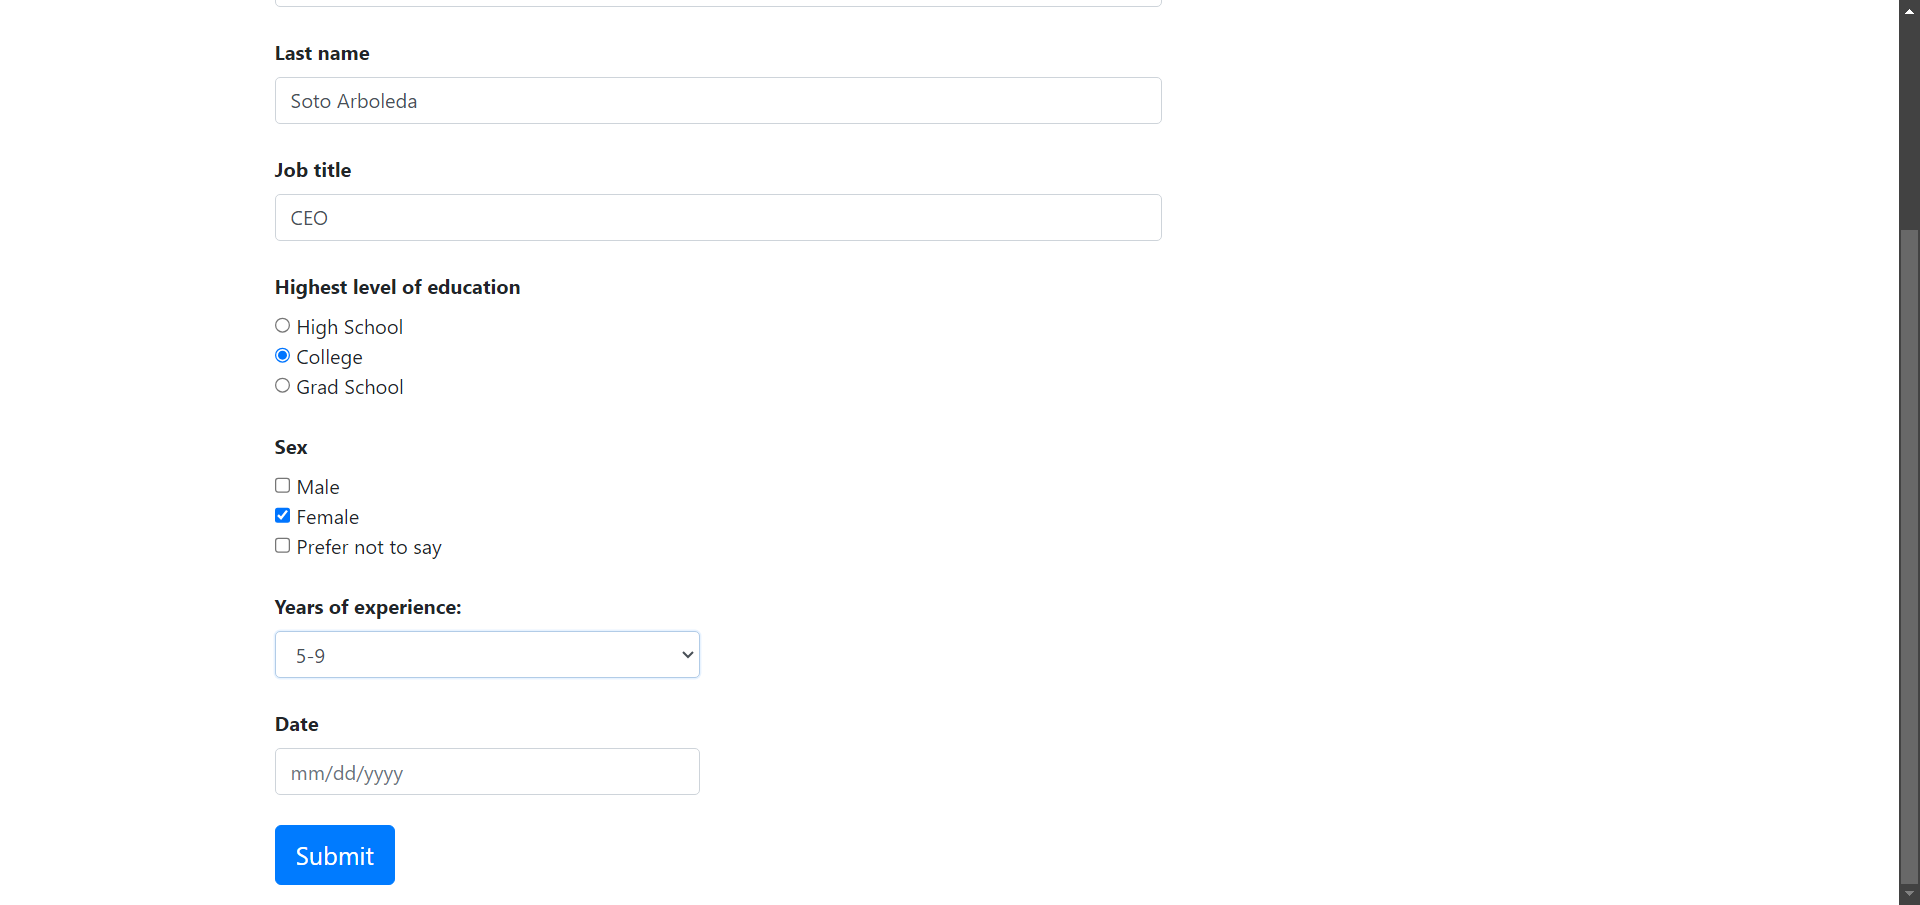 Last name
Soto Arboleda
Job title
CEO
Highest level of education
High School
College
Grad School
Sex
Male
Female
Prefer not to say
Years of experience:
5-9
Date
mm/dd/yyyy
Submit